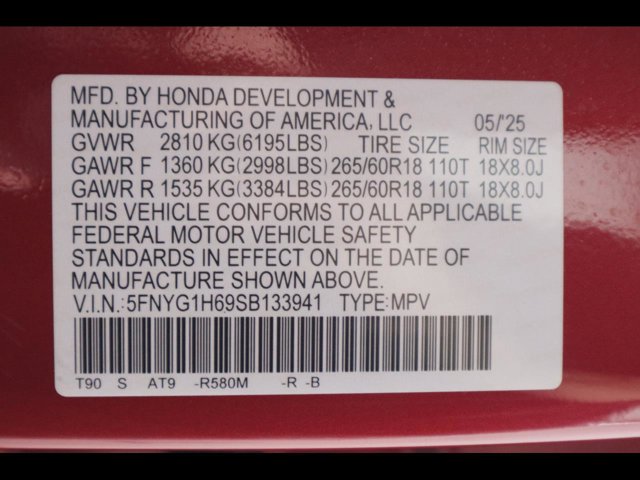 MFD. BY HONDA DEVELOPMENT &
MANUFACTURING OF AMERICA, LLC 05/'25
GVWR 2810 KG(6195LBS) TIRE SIZE RIM SIZE
GAWR F 1360 KG(2998LBS) 265/60R18 110T 18X8.0J
GAWR R 1535 KG(3384LBS) 265/60R18 110T 18X8.0J
THIS VEHICLE CONFORMS TO ALL APPLICABLE
FEDERAL MOTOR VEHICLE SAFETY
STANDARDS IN EFFECT ON THE DATE OF
MANUFACTURE SHOWN ABOVE.
V.I.N.:5FNYG1H69SB133941 TYPE:MPV
T90 S AT9 -R580M -R -B